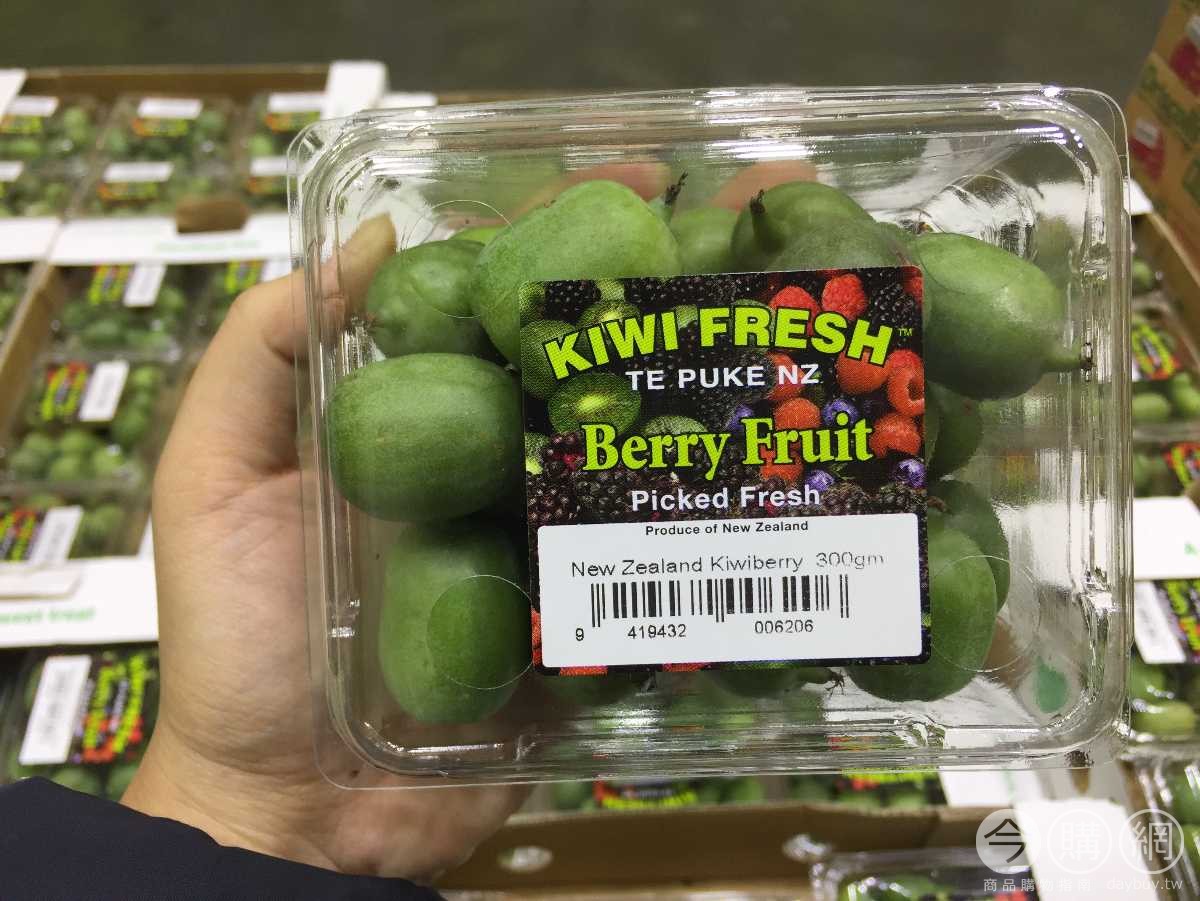 KIWI FRESH™
TE PUKE NZ
Berry Fruit
Picked Fresh
Produce of New Zealand
New Zealand Kiwiberry 300gm
9 419432 006206
今購網
商品購物指南 daybuy.tw